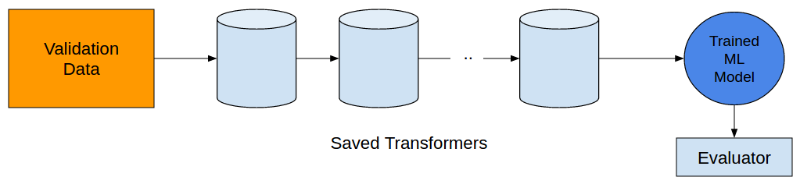 Validation
Data
..
Trained
ML
Model
Saved Transformers
Evaluator